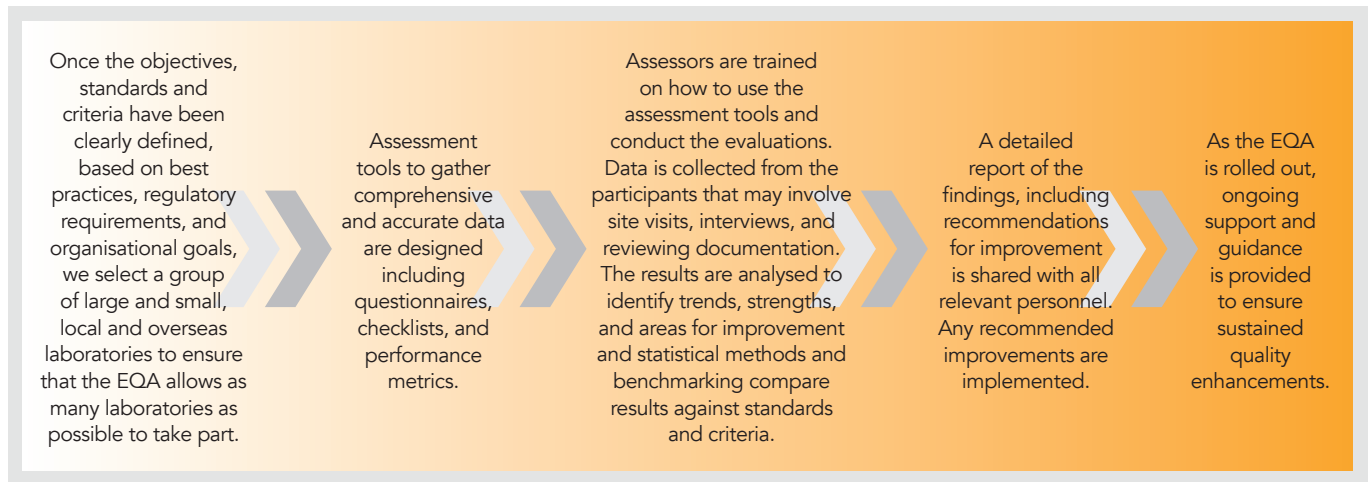 Once the objectives,
standards and
criteria have been
clearly defined,
based on best
practices, regulatory
requirements, and
organisational goals,
we select a group
of large and small,
local and overseas
laboratories to ensure
that the EQA allows as
many laboratories as
possible to take part.
Assessment
tools to gather
comprehensive
and accurate data
are designed
including
questionnaires,
checklists, and
performance
metrics.
Assessors are trained
on how to use the
assessment tools and
conduct the evaluations.
Data is collected from the
participants that may involve
site visits, interviews, and
reviewing documentation.
The results are analysed to
identify trends, strengths,
and areas for improvement
and statistical methods and
benchmarking compare
results against standards
and criteria.
A detailed
report of the
findings, including
recommendations
for improvement
is shared with all
relevant personnel.
Any recommended
improvements are
implemented.
As the EQA
is rolled out,
ongoing
support and
guidance
is provided
to ensure
sustained
quality
enhancements.